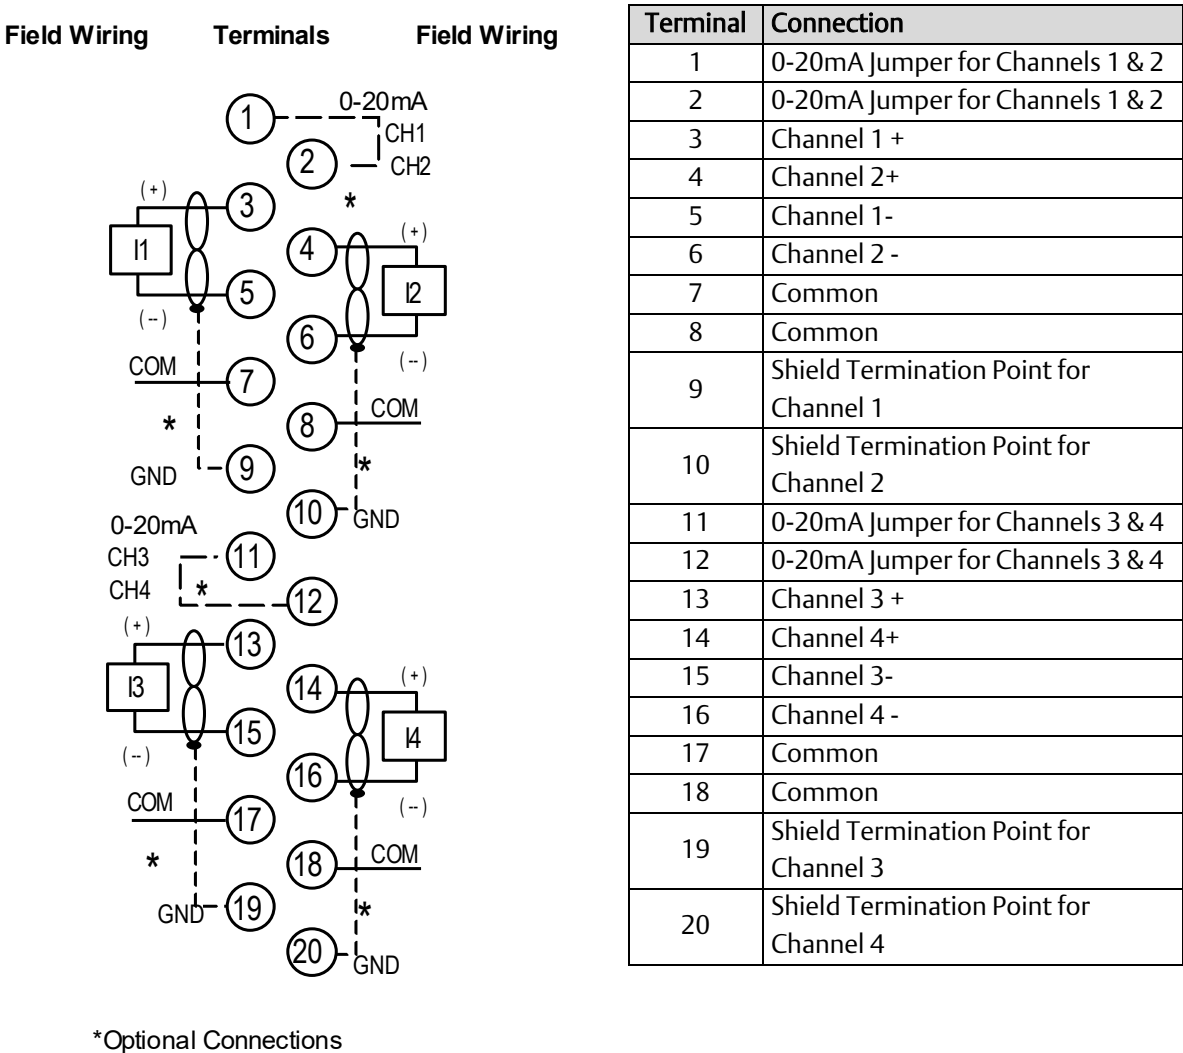 Field Wiring Terminals Field Wiring
1 0-20mA
CH1
2 CH2
*
(+) 3
I1 4 (+)
5 I2
(--) 6
(--)
COM 7
8 COM
*
9 *
GND
10 GND
0-20mA
CH3 11
CH4 * 12
(+) 13
I3 14 (+)
15 I4
(--) 16
(--)
COM 17
18 COM
*
GND 19 *
20 GND
*Optional Connections
Terminal Connection
1 0-20mA Jumper for Channels 1 & 2
2 0-20mA Jumper for Channels 1 & 2
3 Channel 1 +
4 Channel 2+
5 Channel 1-
6 Channel 2 -
7 Common
8 Common
9 Shield Termination Point for
Channel 1
10 Shield Termination Point for
Channel 2
11 0-20mA Jumper for Channels 3 & 4
12 0-20mA Jumper for Channels 3 & 4
13 Channel 3 +
14 Channel 4+
15 Channel 3-
16 Channel 4 -
17 Common
18 Common
19 Shield Termination Point for
Channel 3
20 Shield Termination Point for
Channel 4